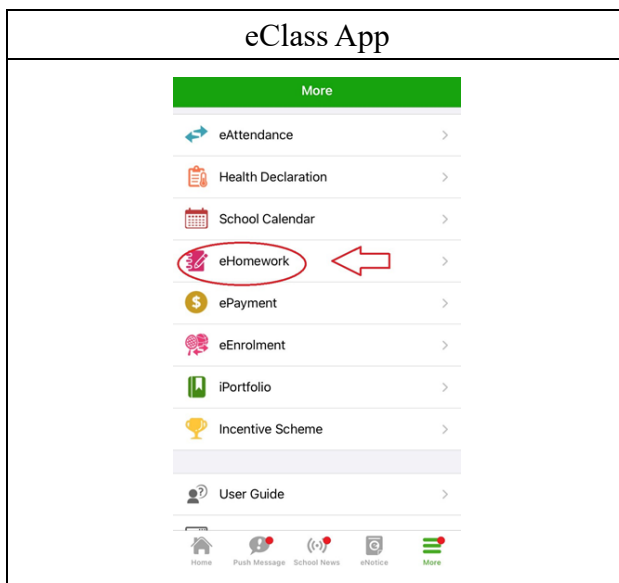 eClass App
More
eAttendance
Health Declaration
School Calendar
eHomework
ePayment
$
eEnrolment
iPortfolio
Incentive Scheme
?
User Guide
Home Push Message School News eNotice More